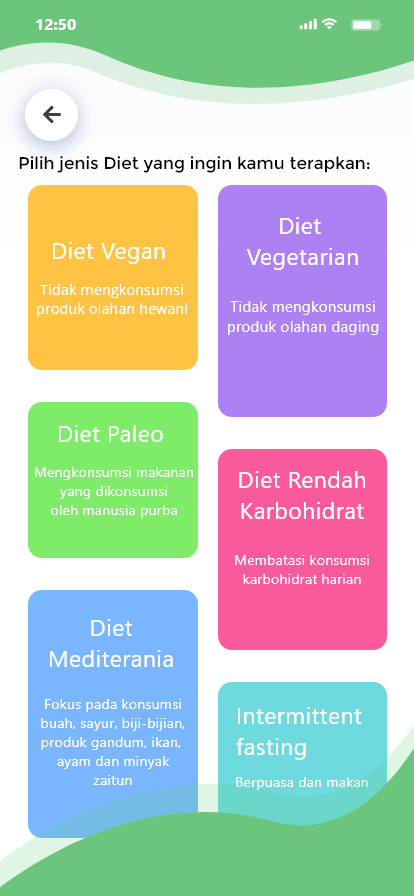 12:50
Pilih jenis Diet yang ingin kamu terapkan:
Diet Vegan
Tidak mengkonsumsi
produk olahan hewani
Diet
Vegetarian
Tidak mengkonsumsi
produk olahan daging
Diet Paleo
Mengkonsumsi makanan
yang dikonsumsi
oleh manusia purba
Diet Rendah
Karbohidrat
Membatasi konsumsi
karbohidrat harian
Diet
Mediterania
Fokus pada konsumsi
buah, sayur, biji-bijian,
produk gandum, ikan,
ayam dan minyak
zaitun
Intermittent
fasting
Berpuasa dan makan